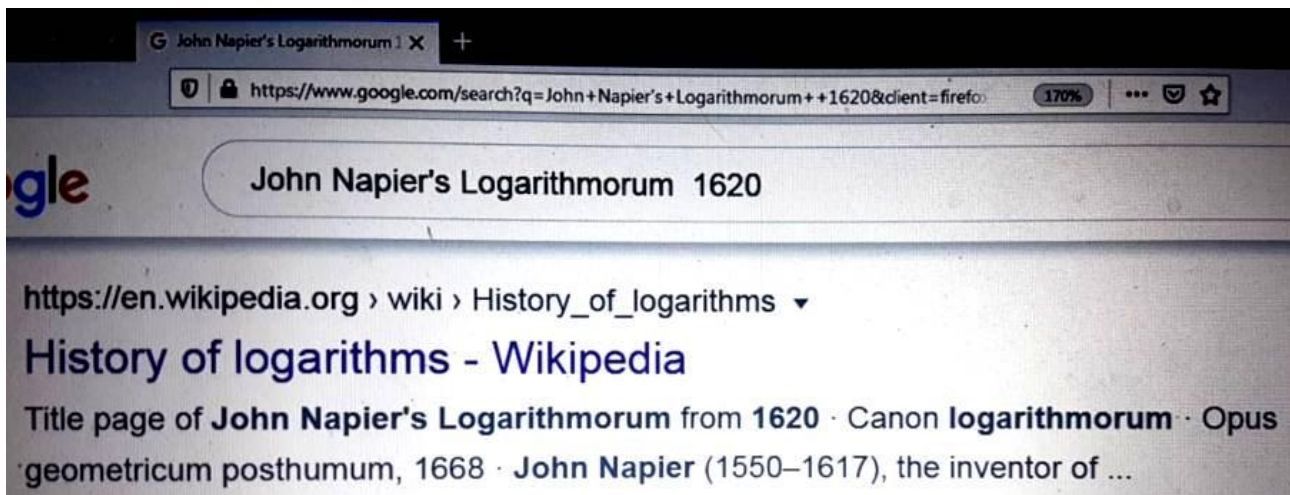 G John Napier's Logarithmorum 1 X +
https://www.google.com/search?q=John+Napier's+Logarithmorum++1620&client=firefo 170% ••• 
gle John Napier's Logarithmorum 1620
https://en.wikipedia.org › wiki › History_of_logarithms ▾
History of logarithms - Wikipedia
Title page of John Napier's Logarithmorum from 1620 · Canon logarithmorum · Opus
geometricum posthumum, 1668 · John Napier (1550–1617), the inventor of ...